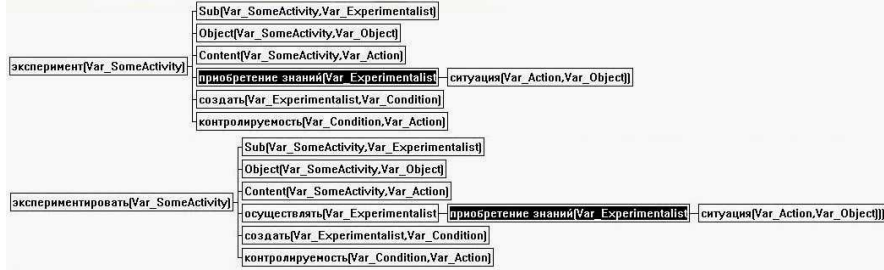 Sub(Var_SomeActivity,Var_Experimentalist)
Object(Var_SomeActivity,Var_Object)
Content(Var_SomeActivity,Var_Action)
эксперимент(Var_SomeActivity) приобретение знаний(Var_Experimentalist ситуация(Var_Action,Var_Object))
создать(Var_Experimentalist,Var_Condition)
контролируемость(Var_Condition,Var_Action)
Sub(Var_SomeActivity,Var_Experimentalist)
Object(Var_SomeActivity,Var_Object)
Content(Var_SomeActivity,Var_Action)
экспериментировать(Var_SomeActivity) осуществлять(Var_Experimentalist приобретение знаний(Var_Experimentalist ситуация(Var_Action,Var_Object)))
создать(Var_Experimentalist,Var_Condition)
контролируемость(Var_Condition,Var_Action)